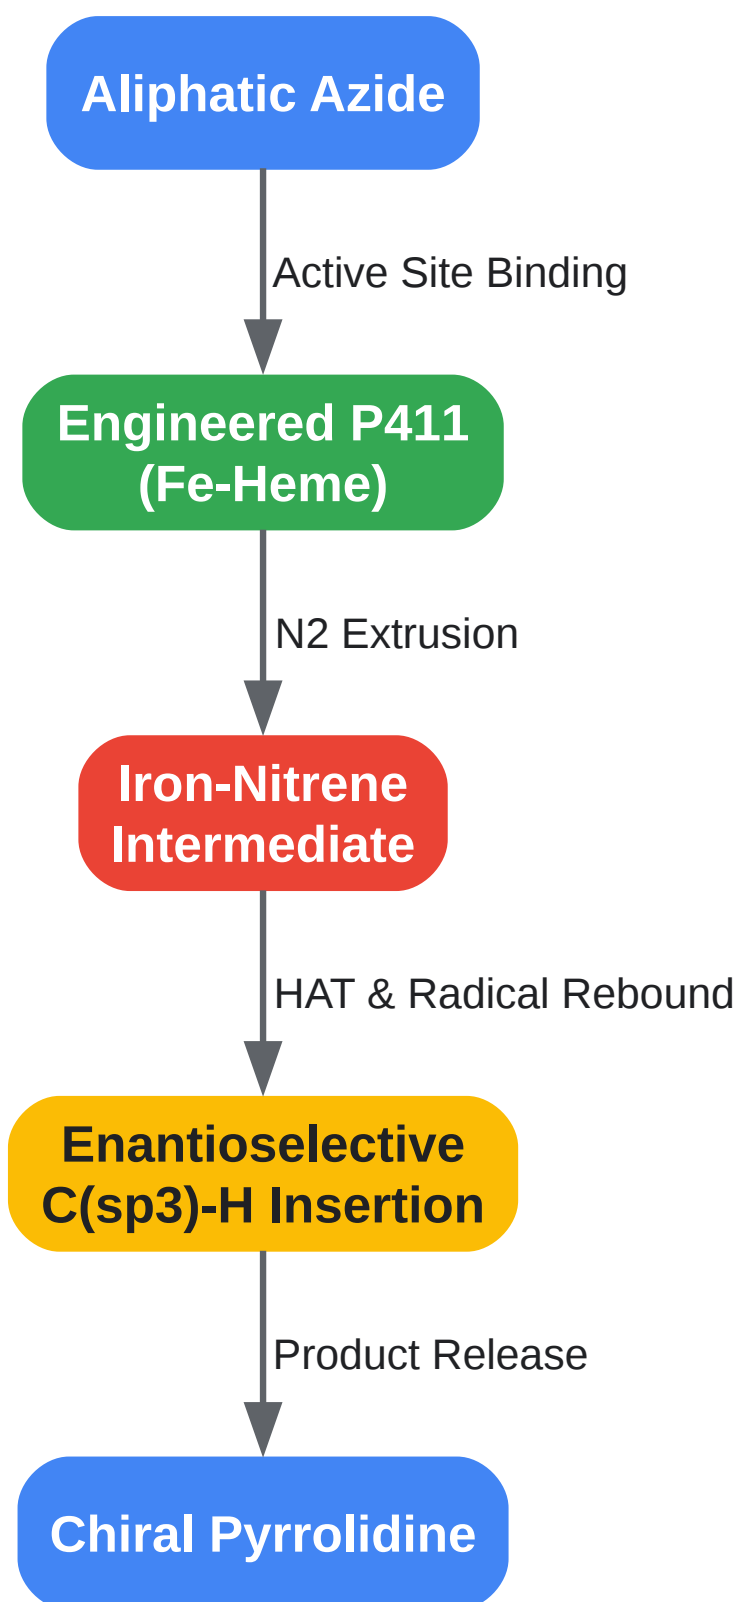 Aliphatic Azide
Active Site Binding
Engineered P411
(Fe-Heme)
N2 Extrusion
Iron-Nitrene
Intermediate
HAT & Radical Rebound
Enantioselective
C(sp3)-H Insertion
Product Release
Chiral Pyrrolidine